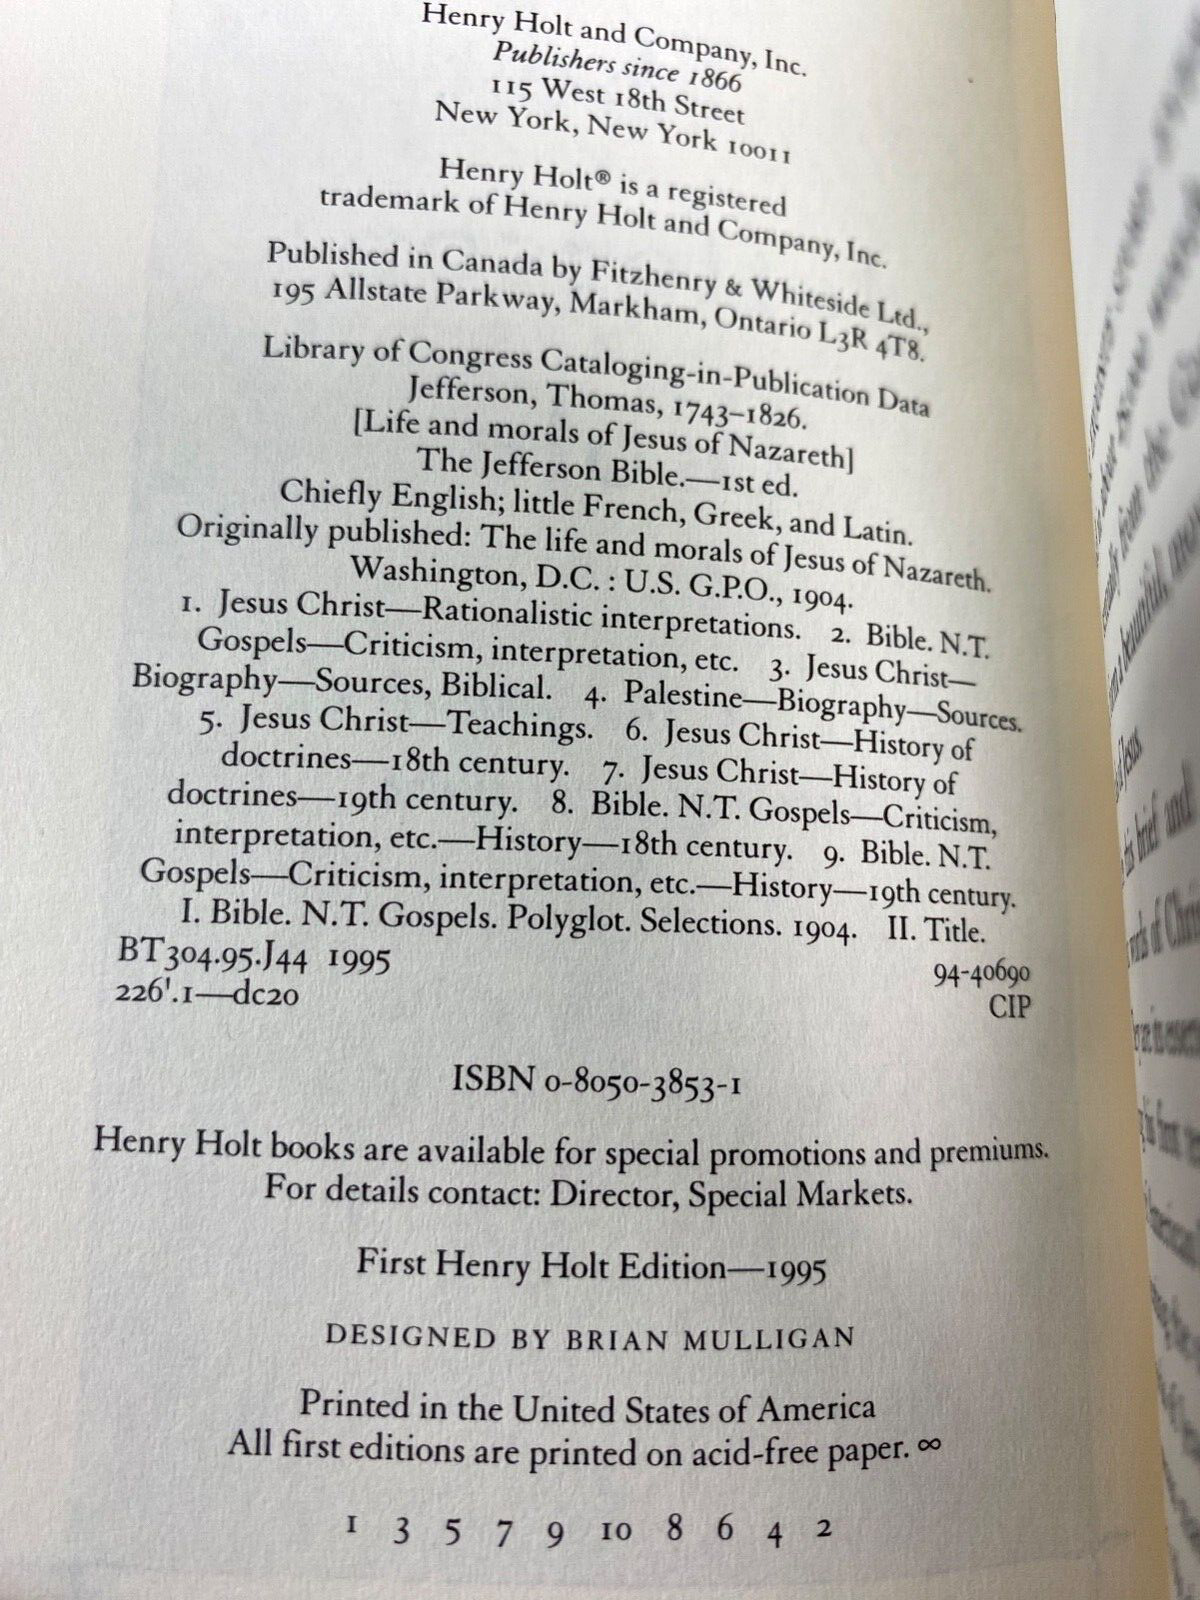 Henry Holt and Company, Inc.
Publishers since 1866
115 West 18th Street
New York, New York 10011
Henry Holt® is a registered
trademark of Henry Holt and Company, Inc.
Published in Canada by Fitzhenry & Whiteside Ltd.,
195 Allstate Parkway, Markham, Ontario L3R 4T8.
Library of Congress Cataloging-in-Publication Data
Jefferson, Thomas, 1743–1826.
[Life and morals of Jesus of Nazareth]
The Jefferson Bible.—1st ed.
Chiefly English; little French, Greek, and Latin.
Originally published: The life and morals of Jesus of Nazareth.
Washington, D.C. : U.S. G.P.O., 1904.
1. Jesus Christ—Rationalistic interpretations. 2. Bible. N.T.
Gospels—Criticism, interpretation, etc. 3. Jesus Christ—
Biography—Sources, Biblical. 4. Palestine—Biography—Sources.
5. Jesus Christ—Teachings. 6. Jesus Christ—History of
doctrines—18th century. 7. Jesus Christ—History of
doctrines—19th century. 8. Bible. N.T. Gospels—Criticism,
interpretation, etc.—History—18th century. 9. Bible. N.T.
Gospels—Criticism, interpretation, etc.—History—19th century.
I. Bible. N.T. Gospels. Polyglot. Selections. 1904. II. Title.
BT304.95.J44 1995 94-40690
226'.1—dc20 CIP
ISBN 0-8050-3853-1
Henry Holt books are available for special promotions and premiums.
For details contact: Director, Special Markets.
First Henry Holt Edition—1995
DESIGNED BY BRIAN MULLIGAN
Printed in the United States of America
All first editions are printed on acid-free paper. ∞
1 3 5 7 9 10 8 6 4 2
from the
a beautiful,
of Jesus.
brief and
words of